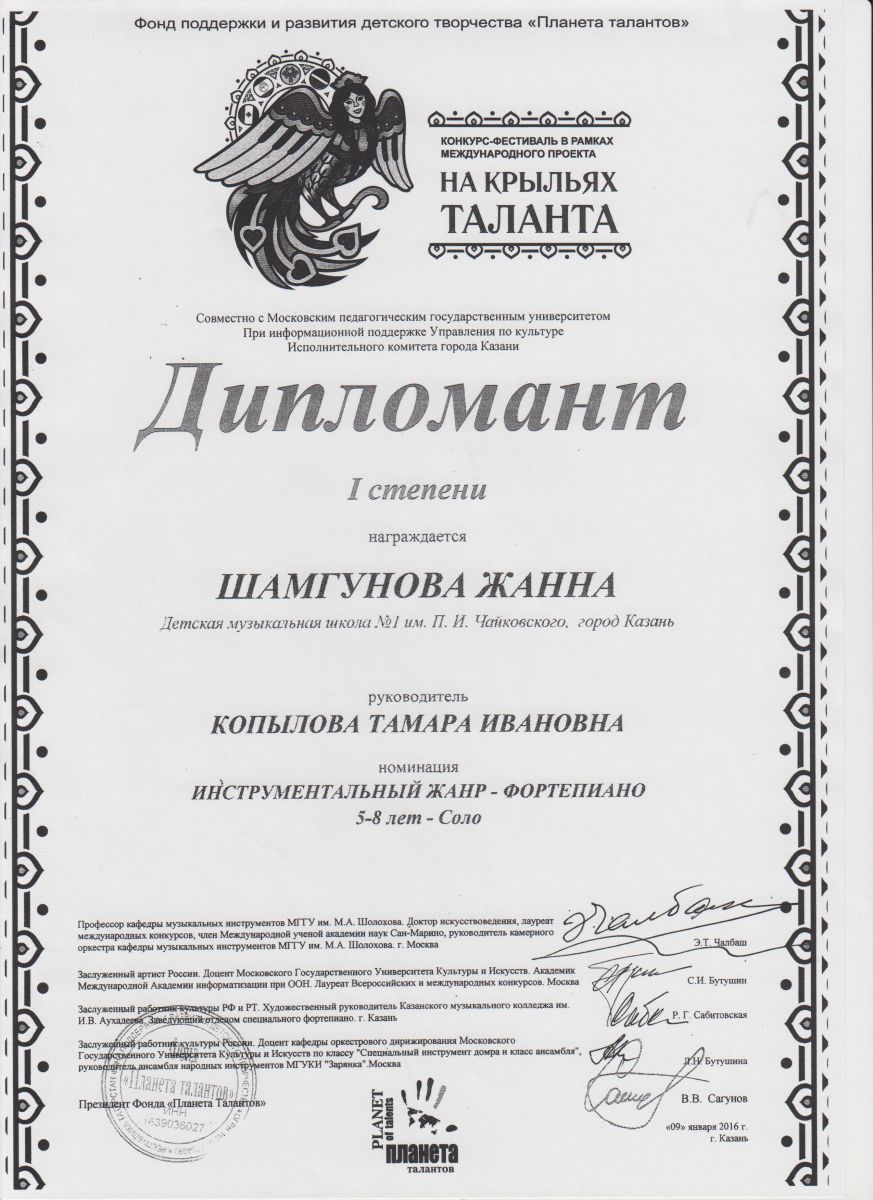 Фонд поддержки и развития детского творчества «Планета талантов»
КОНКУРС-ФЕСТИВАЛЬ В РАМКАХ
МЕЖДУНАРОДНОГО ПРОЕКТА
НА КРЫЛЬЯХ
ТАЛАНТА
Совместно с Московским педагогическим государственным университетом
При информационной поддержке Управления по культуре
Исполнительного комитета города Казани
Дипломант
I степени
награждается
ШАМГУНОВА ЖАННА
Детская музыкальная школа №1 им. П. И. Чайковского, город Казань
руководитель
КОПЫЛОВА ТАМАРА ИВАНОВНА
номинация
ИНСТРУМЕНТАЛЬНЫЙ ЖАНР - ФОРТЕПИАНО
5-8 лет - Соло
Профессор кафедры музыкальных инструментов МГГУ им. М.А. Шолохова. Доктор искусствоведения, лауреат
международных конкурсов, член Международной ученой академии наук Сан-Марино, руководитель камерного
оркестра кафедры музыкальных инструментов МГГУ им. М.А. Шолохова. г. Москва
Э.Т. Чалбаш
Заслуженный артист России. Доцент Московского Государственного Университета Культуры и Искусств. Академик
Международной Академии информатизации при ООН. Лауреат Всероссийских и международных конкурсов. Москва
С.И. Бутушин
Заслуженный работник культуры РФ и РТ. Художественный руководитель Казанского музыкального колледжа им.
И.В. Аухадеева. Заведующий отделом специального фортепиано. г. Казань
Р. Г. Сабитовская
Заслуженный работник культуры России. Доцент кафедры оркестрового дирижирования Московского
Государственного Университета Культуры и Искусств по классу "Специальный инструмент домра и класс ансамбля",
руководитель ансамбля народных инструментов МГУКИ "Зарянка".Москва
Л.Н. Бутушина
Президент Фонда «Планета Талантов»
В.В. Сагунов
«Планета талантов»
ИНН
1639036027
PLANET
of talents
планета
талантов
«09» января 2016 г.
г. Казань